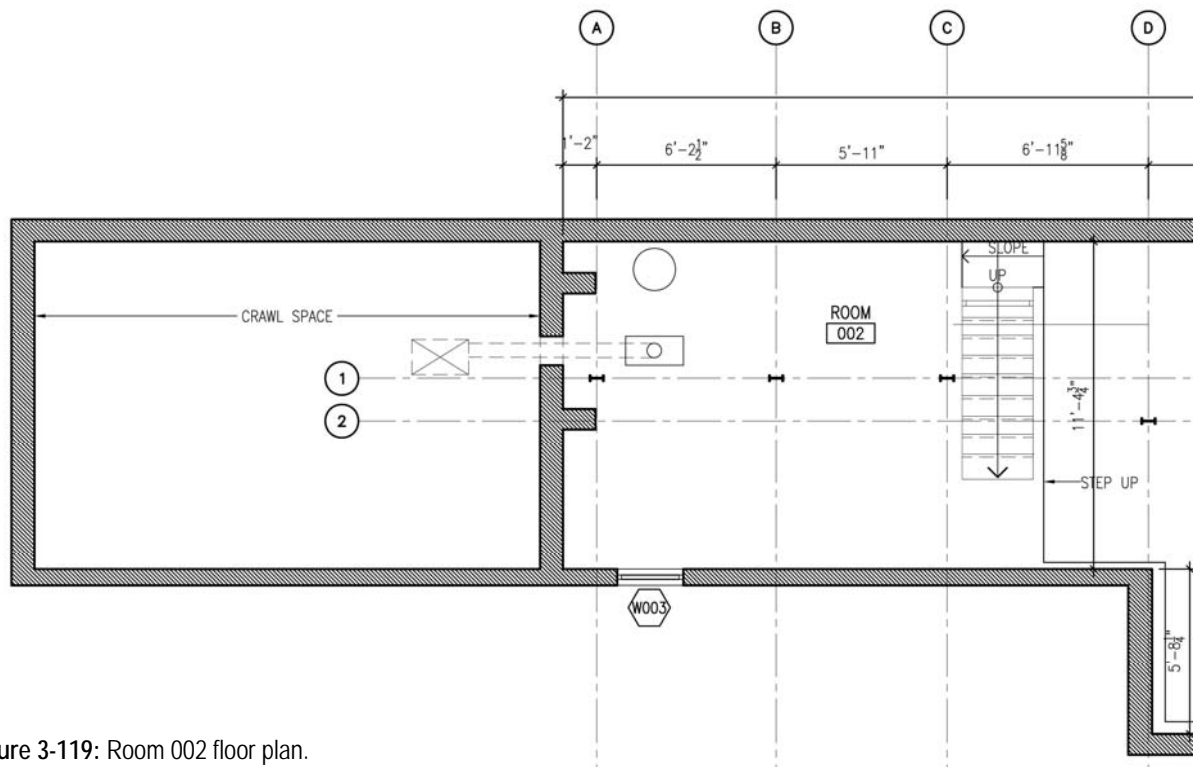 A
B
C
D
1'-2"
6'-2½"
5'-11"
6'-11⅝"
SLOPE
UP
CRAWL SPACE
ROOM
002
1
2
11'-4¾"
STEP UP
W003
5'-8¼"
ure 3-119: Room 002 floor plan.